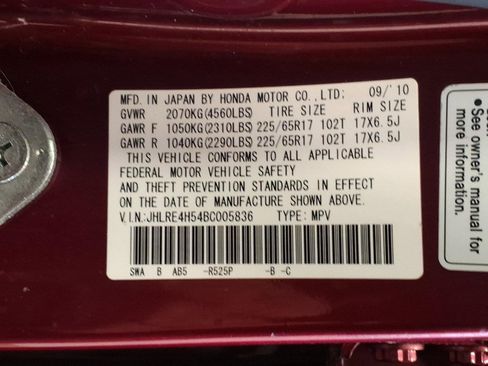 MFD.IN JAPAN BY HONDA MOTOR CO.,LTD: 09/'10
GVWR 2070KG(4560LBS) TIRE SIZE RIM SIZE
GAWR F 1050KG(2310LBS) 225/65R17 102T 17X6.5J
GAWR R 1040KG(2290LBS) 225/65R17 102T 17X6.5J
THIS VEHICLE CONFORMS TO ALL APPLICABLE
FEDERAL MOTOR VEHICLE SAFETY
AND THEFT PREVENTION STANDARDS IN EFFECT
ON THE DATE OF MANUFACTURE SHOWN ABOVE.
V.IN:JHLRE4H54BC005836 TYPE: MPV
SWA B AB5 -R525P -B -C
•See owner's manual for
more information.